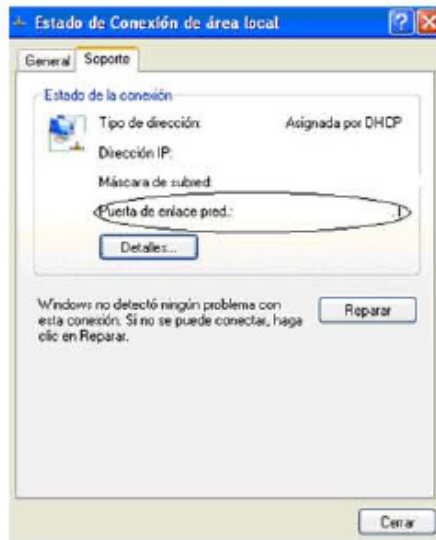 Estado de Conexión de área local
General Soporte
Estado de la conexión
Tipo de dirección: Asignada por DHCP
Dirección IP:
Máscara de subred:
Puerta de enlace pred.: .1
Detalles...
Windows no detectó ningún problema con
esta conexión. Si no se puede conectar, haga
clic en Reparar.
Reparar
Cerrar